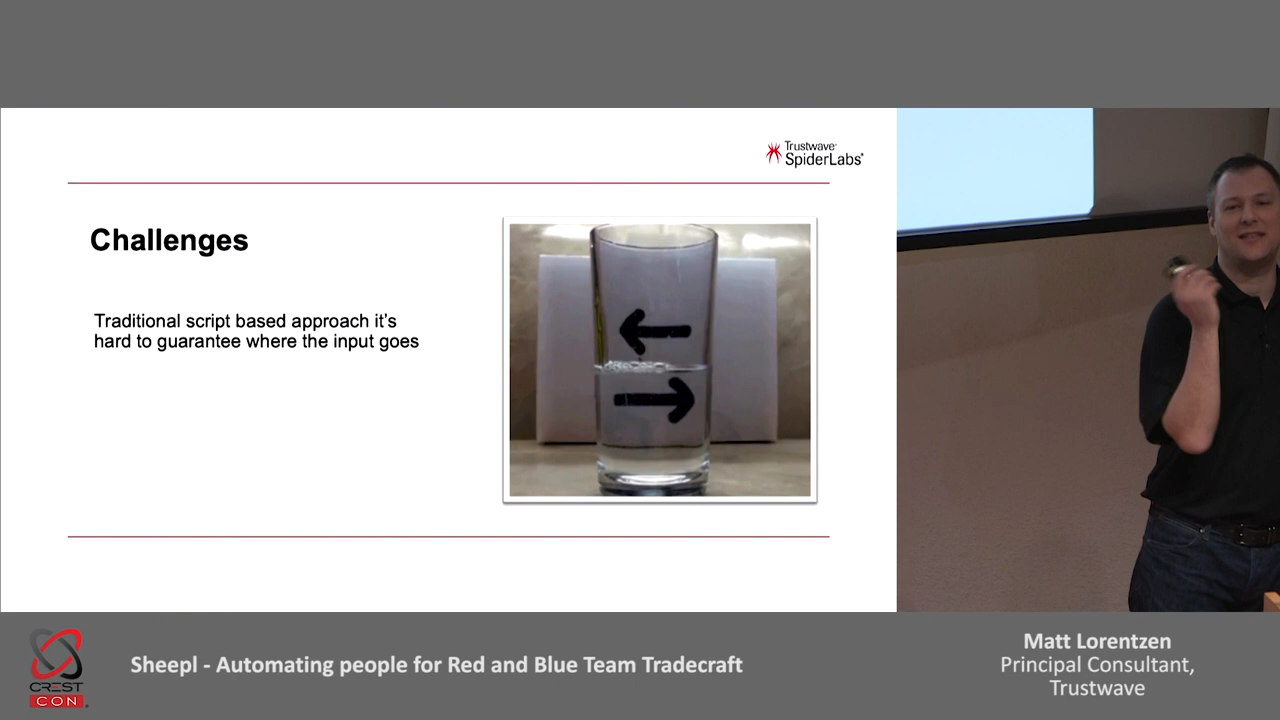 Trustwave
SpiderLabs
Challenges
Traditional script based approach it's
hard to guarantee where the input goes
CREST
CON
Sheepl - Automating people for Red and Blue Team Tradecraft
Matt Lorentzen
Principal Consultant,
Trustwave